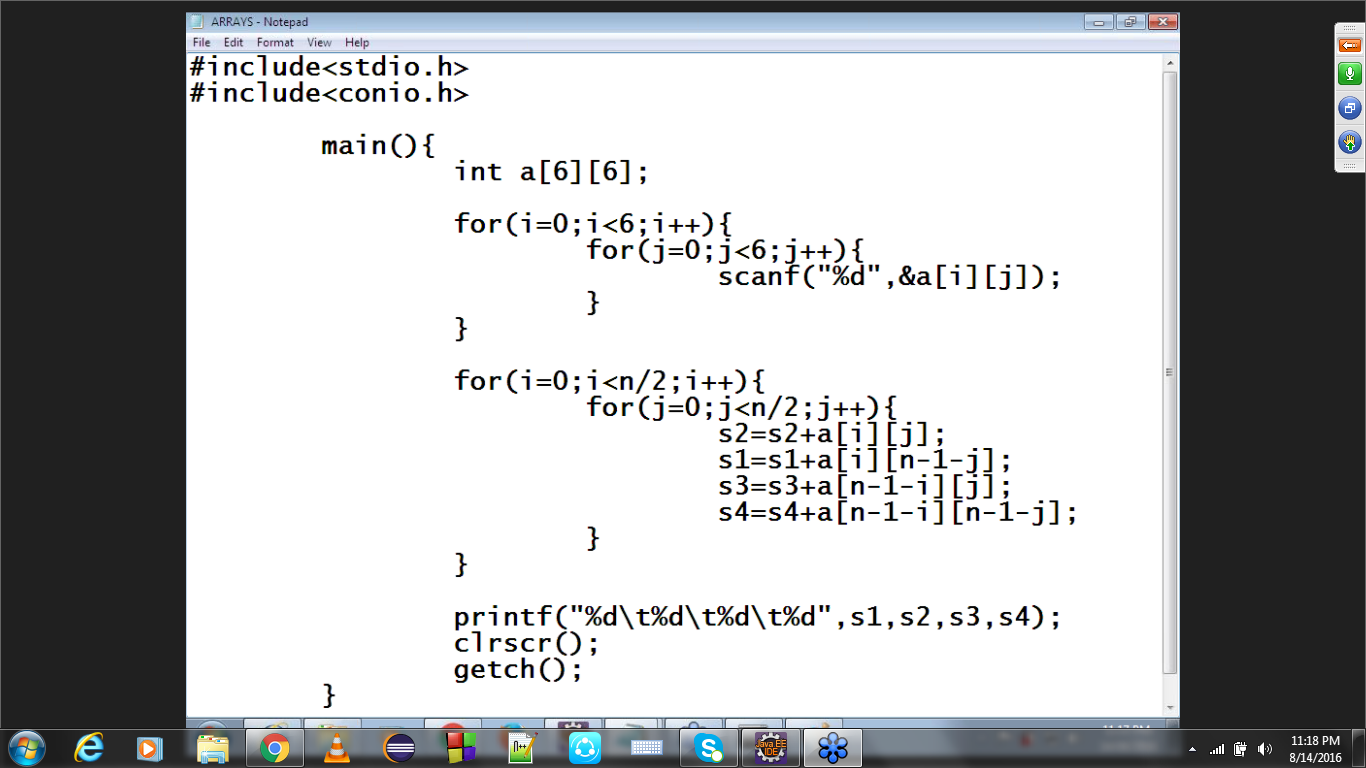 ARRAYS - Notepad
File Edit Format View Help
#include<stdio.h>
#include<conio.h>
main(){
int a[6][6];
for(i=0;i<6;i++){
for(j=0;j<6;j++){
scanf("%d",&a[i][j]);
}
}
for(i=0;i<n/2;i++){
for(j=0;j<n/2;j++){
s2=s2+a[i][j];
s1=s1+a[i][n-1-j];
s3=s3+a[n-1-i][j];
s4=s4+a[n-1-i][n-1-j];
}
}
printf("%d\t%d\t%d\t%d",s1,s2,s3,s4);
clrscr();
getch();
}
Java EE
IDE
11:18 PM
8/14/2016